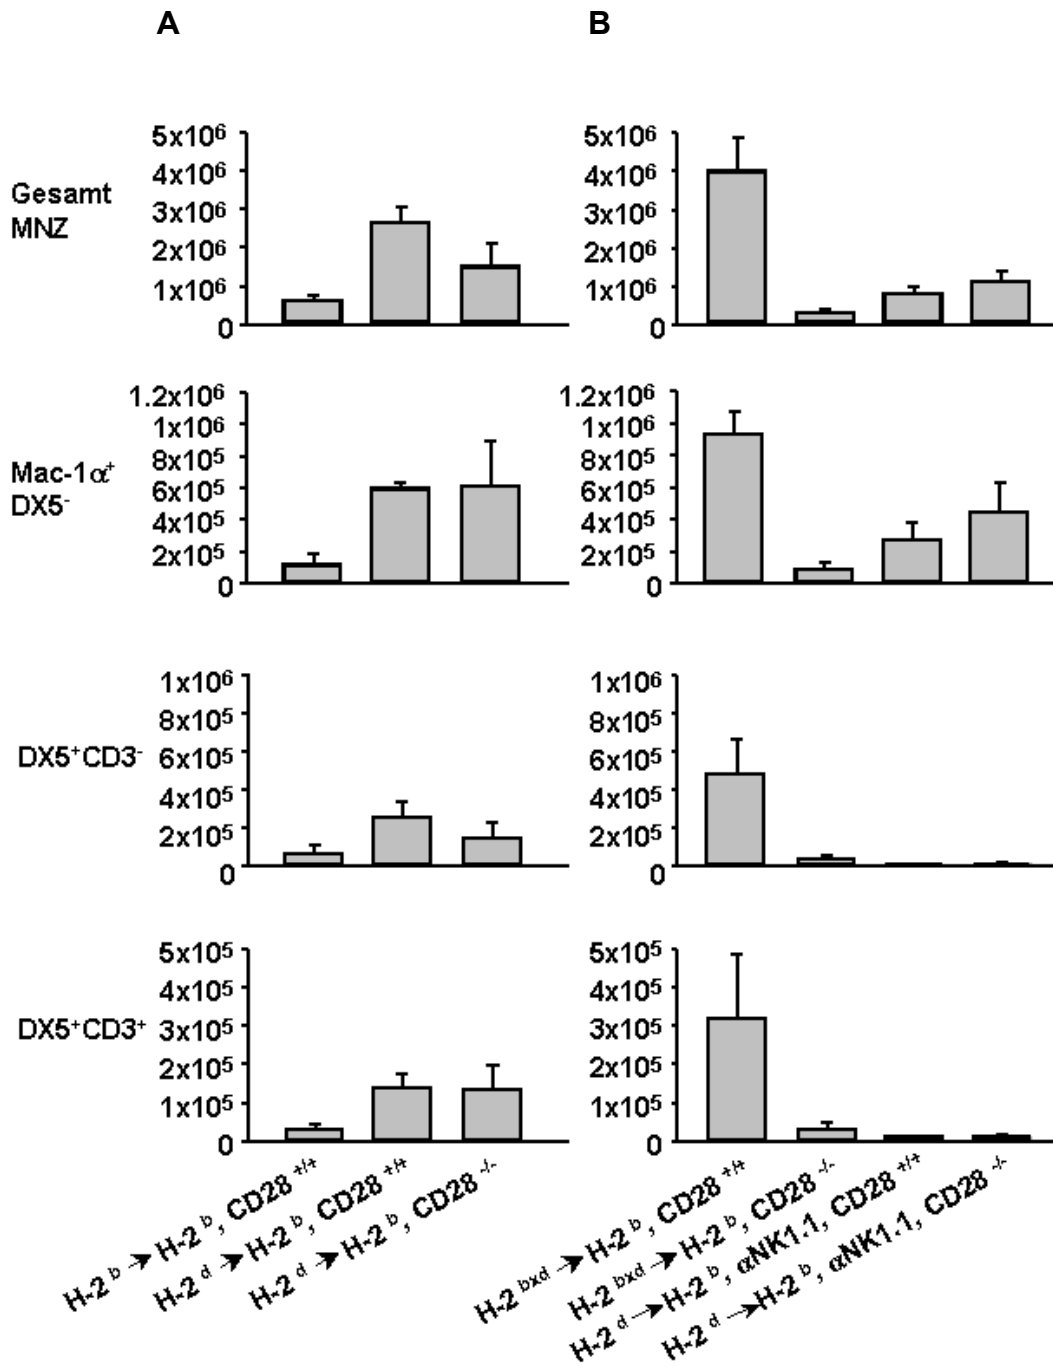 A B
Gesamt
MNZ
5x10⁶
4x10⁶
3x10⁶
2x10⁶
1x10⁶
0
5x10⁶
4x10⁶
3x10⁶
2x10⁶
1x10⁶
0
Mac-1α⁺
DX5⁻
1.2x10⁶
1x10⁶
8x10⁵
6x10⁵
4x10⁵
2x10⁵
0
1.2x10⁶
1x10⁶
8x10⁵
6x10⁵
4x10⁵
2x10⁵
0
DX5⁺CD3⁻
1x10⁶
8x10⁵
6x10⁵
4x10⁵
2x10⁵
0
1x10⁶
8x10⁵
6x10⁵
4x10⁵
2x10⁵
0
DX5⁺CD3⁺
5x10⁵
4x10⁵
3x10⁵
2x10⁵
1x10⁵
0
5x10⁵
4x10⁵
3x10⁵
2x10⁵
1x10⁵
0
H-2 ᵇ → H-2 ᵇ, CD28 ⁺/⁺
H-2 ᵈ → H-2 ᵇ, CD28 ⁺/⁺
H-2 ᵈ → H-2 ᵇ, CD28 ⁻/⁻
H-2 ᵇˣᵈ → H-2 ᵇ, CD28 ⁺/⁺
H-2 ᵇˣᵈ → H-2 ᵇ, CD28 ⁻/⁻
H-2 ᵈ → H-2 ᵇ, αNK1.1, CD28 ⁺/⁺
H-2 ᵈ → H-2 ᵇ, αNK1.1, CD28 ⁻/⁻